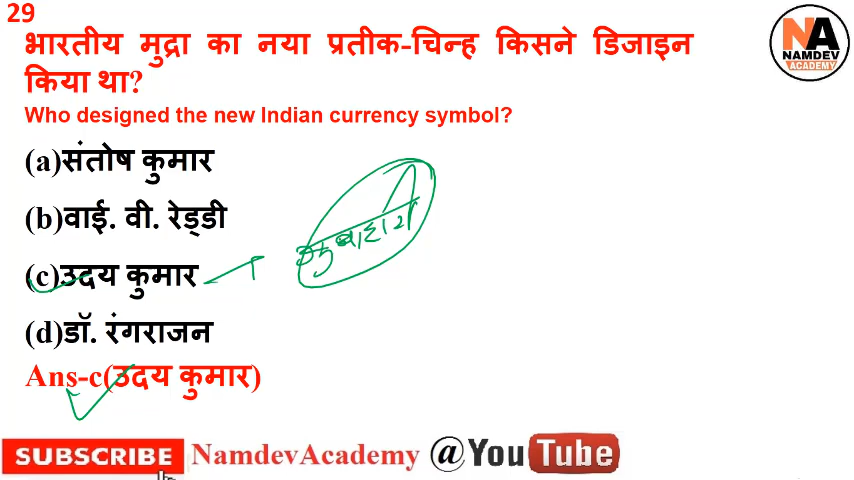 29
भारतीय मुद्रा का नया प्रतीक-चिन्ह किसने डिजाइन
किया था?
Who designed the new Indian currency symbol?
(a)संतोष कुमार
(b)वाई. वी. रेड्डी
(c)उदय कुमार
(d)डॉ. रंगराजन
Ans-c(उदय कुमार)
NA
NAMDEV
ACADEMY
SUBSCRIBE NamdevAcademy @YouTube